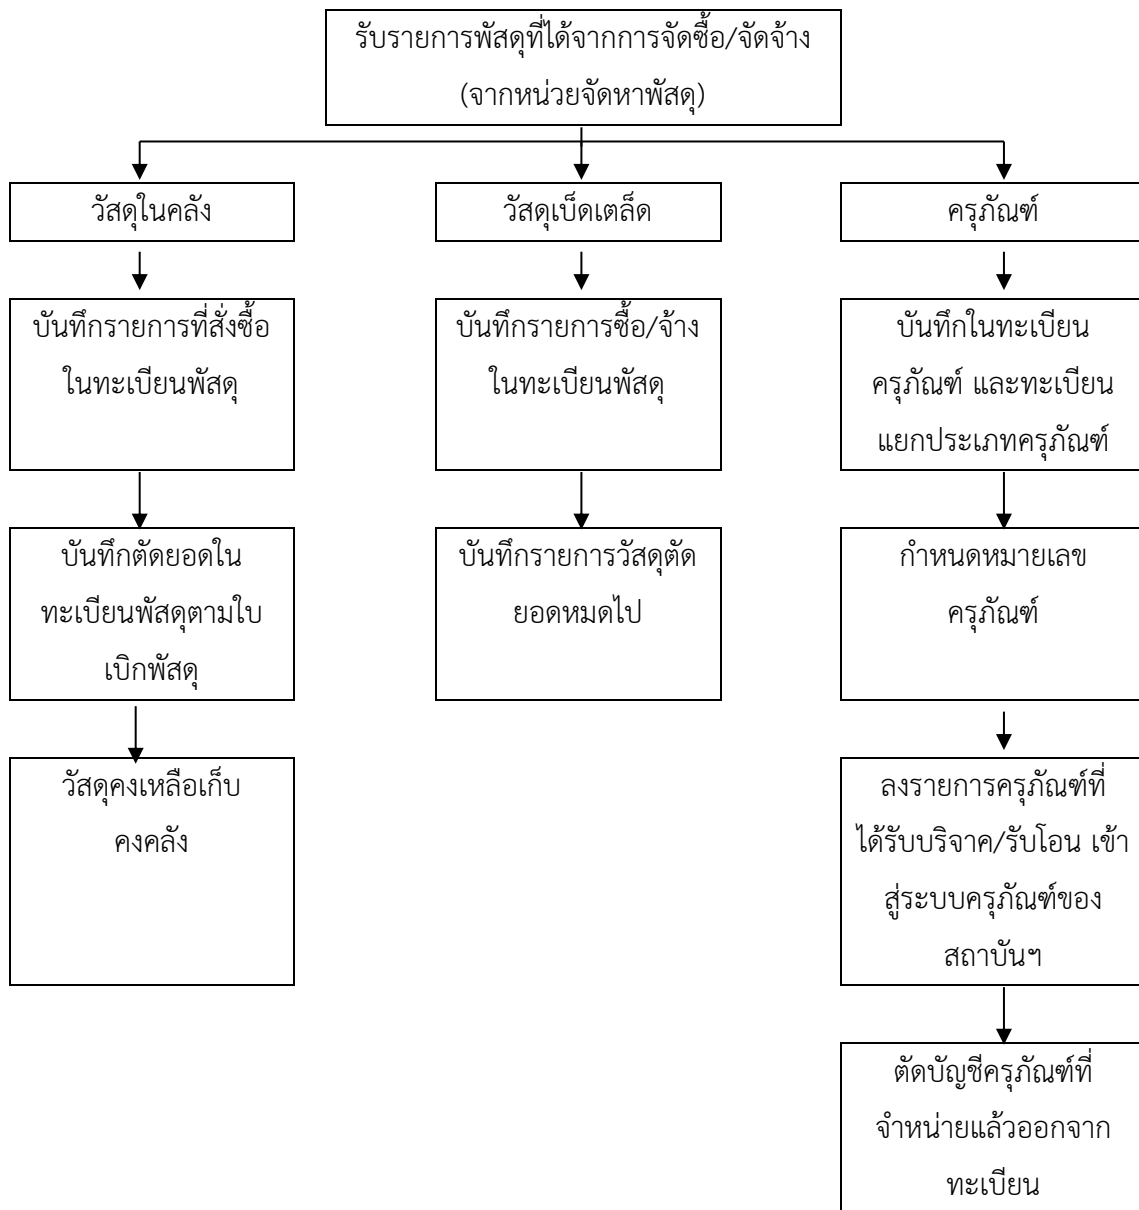 รับรายการพัสดุที่ได้จากการจัดซื้อ/จัดจ้าง
(จากหน่วยจัดหาพัสดุ)
วัสดุในคลัง
วัสดุเบ็ดเตล็ด
ครุภัณฑ์
บันทึกรายการที่สั่งซื้อ
ในทะเบียนพัสดุ
บันทึกรายการซื้อ/จ้าง
ในทะเบียนพัสดุ
บันทึกในทะเบียน
ครุภัณฑ์ และทะเบียน
แยกประเภทครุภัณฑ์
บันทึกตัดยอดใน
ทะเบียนพัสดุตามใบ
เบิกพัสดุ
บันทึกรายการวัสดุตัด
ยอดหมดไป
กำหนดหมายเลข
ครุภัณฑ์
วัสดุคงเหลือเก็บ
คงคลัง
ลงรายการครุภัณฑ์ที่
ได้รับบริจาค/รับโอน เข้า
สู่ระบบครุภัณฑ์ของ
สถาบันฯ
ตัดบัญชีครุภัณฑ์ที่
จำหน่ายแล้วออกจาก
ทะเบียน